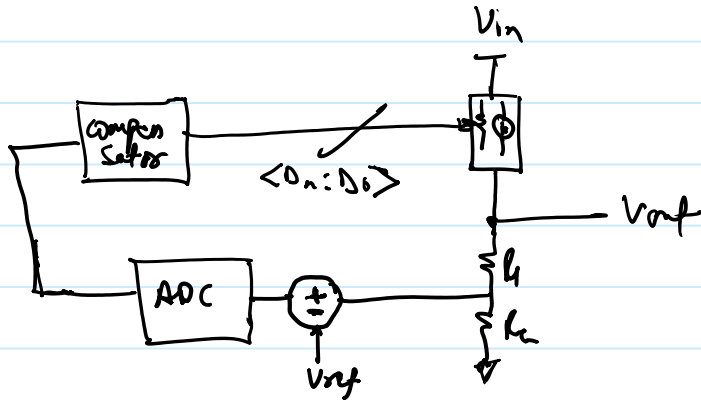 Vin
Compen
sator
<Dn:D0>
Vout
R1
ADC
±
R2
Vref